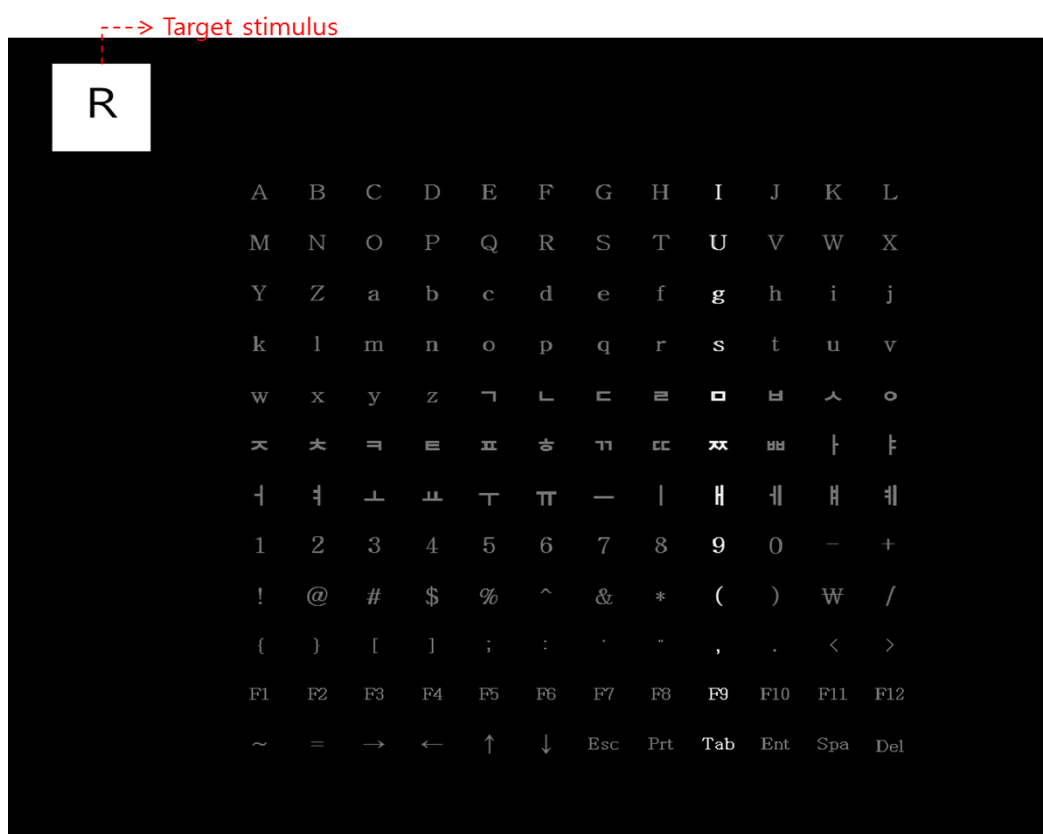 Target stimulus
R
A B C D E F G H I J K L
M N O P Q R S T U V W X
Y Z a b c d e f g h i j
k l m n o p q r s t u v
w x y z ㄱ ㄴ ㄷ ㄹ ㅁ ㅂ ㅅ ㅇ
ㅈ ㅊ ㅋ ㅌ ㅍ ㅎ ㄲ ㄸ ㅉ ㅃ ㅏ ㅑ
ㅓ ㅕ ㅗ ㅛ ㅜ ㅠ ㅡ ㅣ ㅐ ㅔ ㅒ ㅖ
1 2 3 4 5 6 7 8 9 0 - +
! @ # $ % ^ & * ( ) ₩ /
{ } [ ] ; : ' " , . < >
F1 F2 F3 F4 F5 F6 F7 F8 F9 F10 F11 F12
~ = → ← ↑ ↓ Esc Prt Tab Ent Spa Del